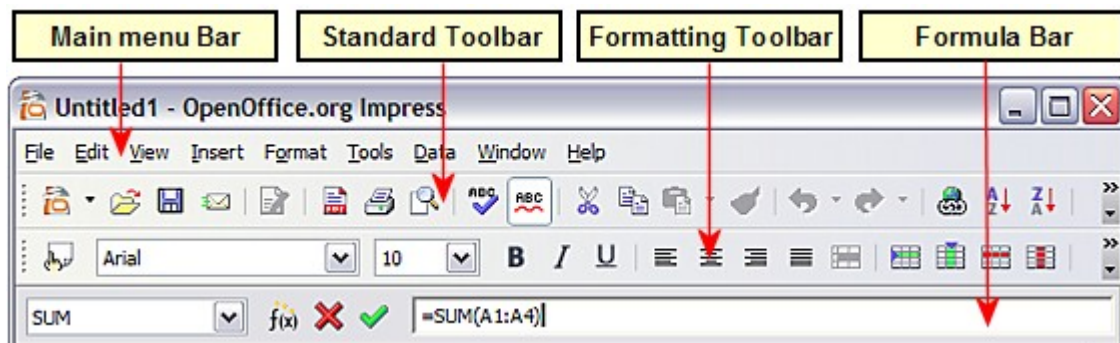 Main menu Bar Standard Toolbar Formatting Toolbar Formula Bar
Untitled1 - OpenOffice.org Impress
File Edit View Insert Format Tools Data Window Help
ABC ABC A Z Z A
Arial 10 B I U
SUM f(x) =SUM(A1:A4)